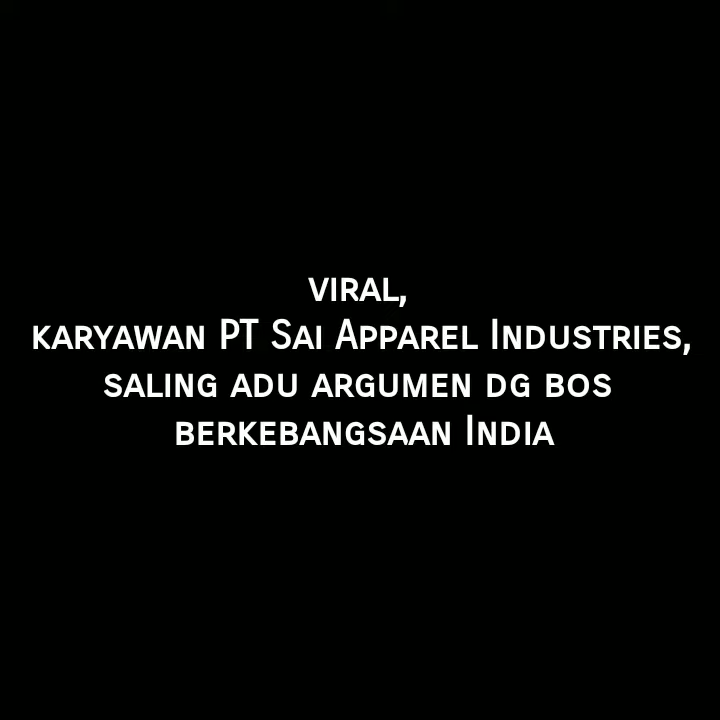 viral,
karyawan PT Sai Apparel Industries,
saling adu argumen dg bos
berkebangsaan India